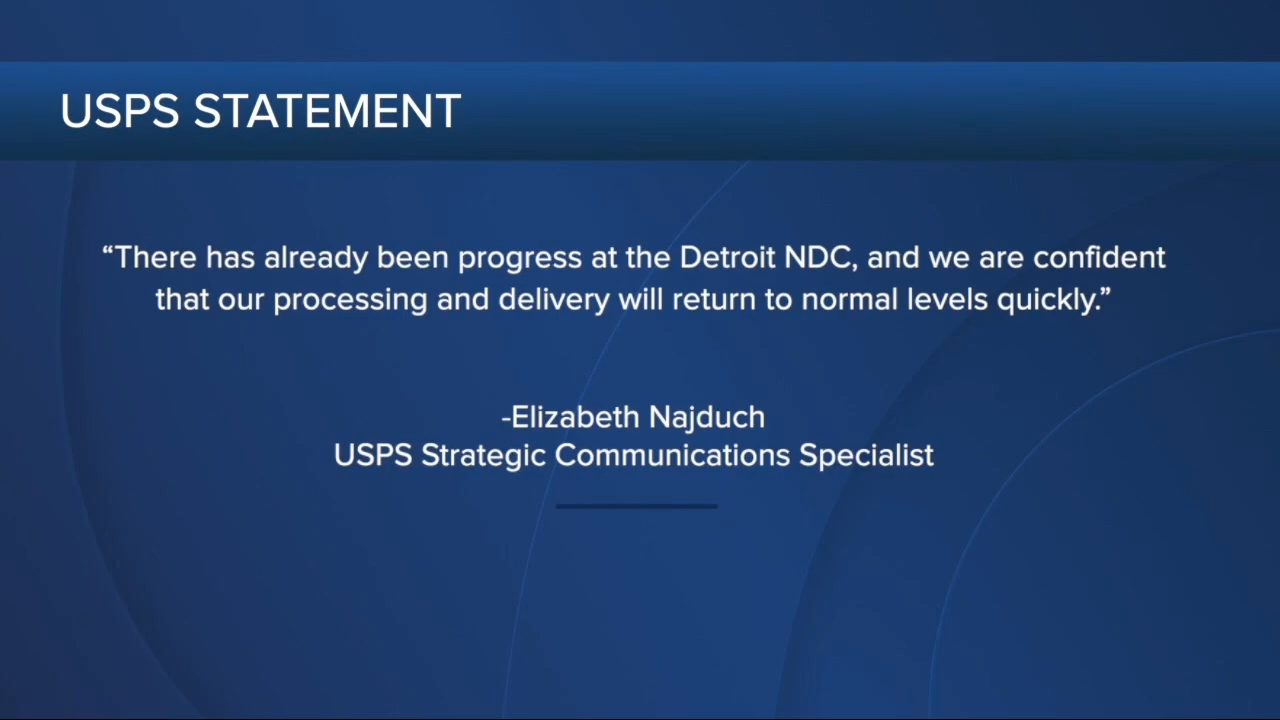 USPS STATEMENT
“There has already been progress at the Detroit NDC, and we are confident
that our processing and delivery will return to normal levels quickly.”
-Elizabeth Najduch
USPS Strategic Communications Specialist